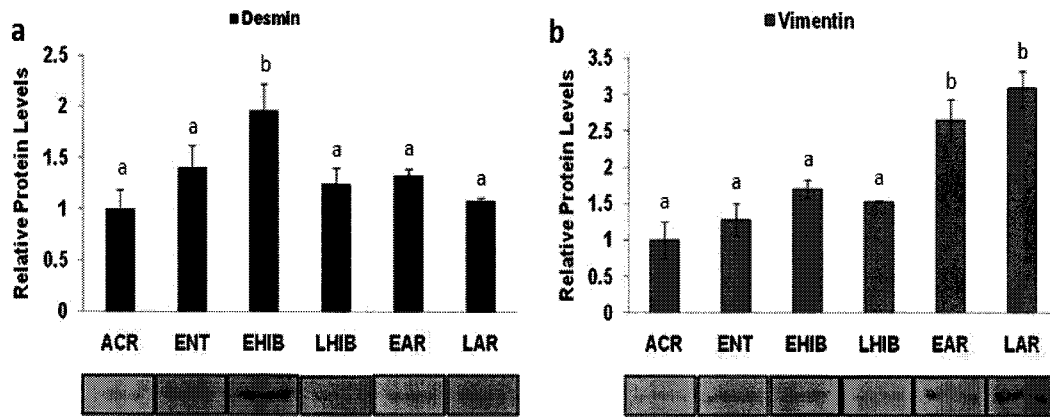 a
■Desmin
Relative Protein Levels
2.5
2
1.5
1
0.5
0
a
a
b
a
a
a
ACR ENT EHIB LHIB EAR LAR
b
■Vimentin
Relative Protein Levels
3.5
3
2.5
2
1.5
1
0.5
0
a
a
a
a
b
b
ACR ENT EHIB LHIB EAR LAR